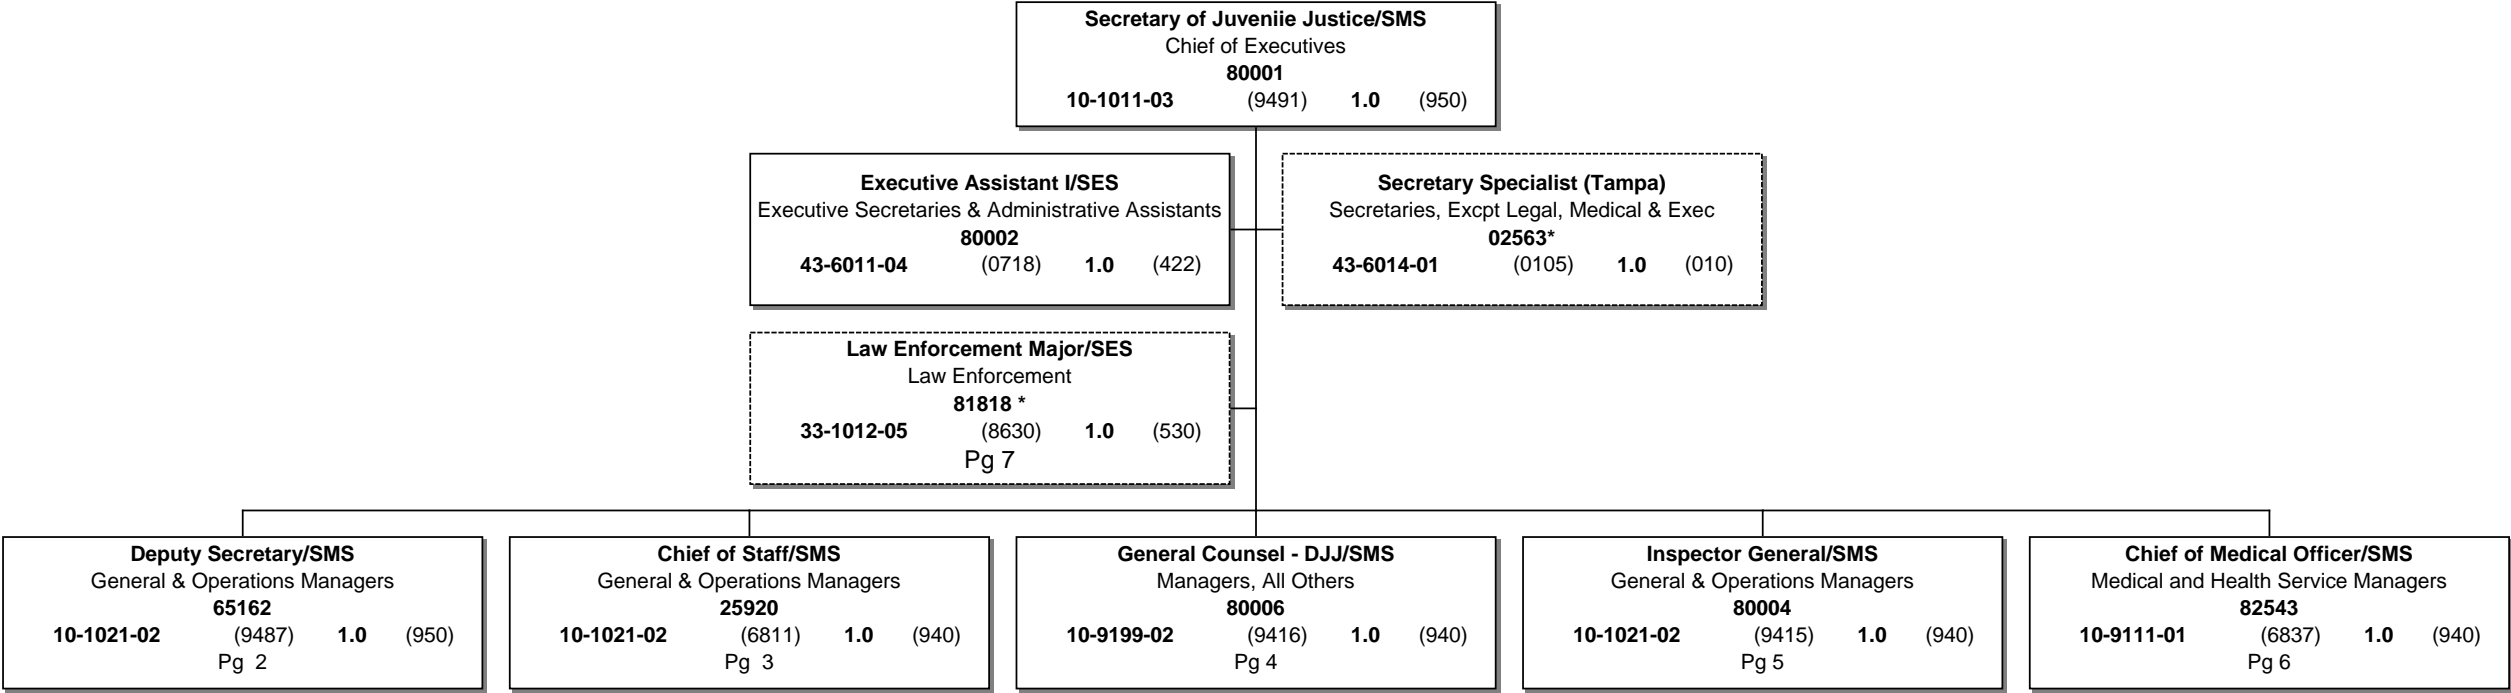 Secretary of Juveniie Justice/SMS
Chief of Executives
80001
10-1011-03 (9491) 1.0 (950)
Executive Assistant I/SES
Executive Secretaries & Administrative Assistants
80002
43-6011-04 (0718) 1.0 (422)
Secretary Specialist (Tampa)
Secretaries, Excpt Legal, Medical & Exec
02563*
43-6014-01 (0105) 1.0 (010)
Law Enforcement Major/SES
Law Enforcement
81818 *
33-1012-05 (8630) 1.0 (530)
Pg 7
Deputy Secretary/SMS
General & Operations Managers
65162
10-1021-02 (9487) 1.0 (950)
Pg 2
Chief of Staff/SMS
General & Operations Managers
25920
10-1021-02 (6811) 1.0 (940)
Pg 3
General Counsel - DJJ/SMS
Managers, All Others
80006
10-9199-02 (9416) 1.0 (940)
Pg 4
Inspector General/SMS
General & Operations Managers
80004
10-1021-02 (9415) 1.0 (940)
Pg 5
Chief of Medical Officer/SMS
Medical and Health Service Managers
82543
10-9111-01 (6837) 1.0 (940)
Pg 6